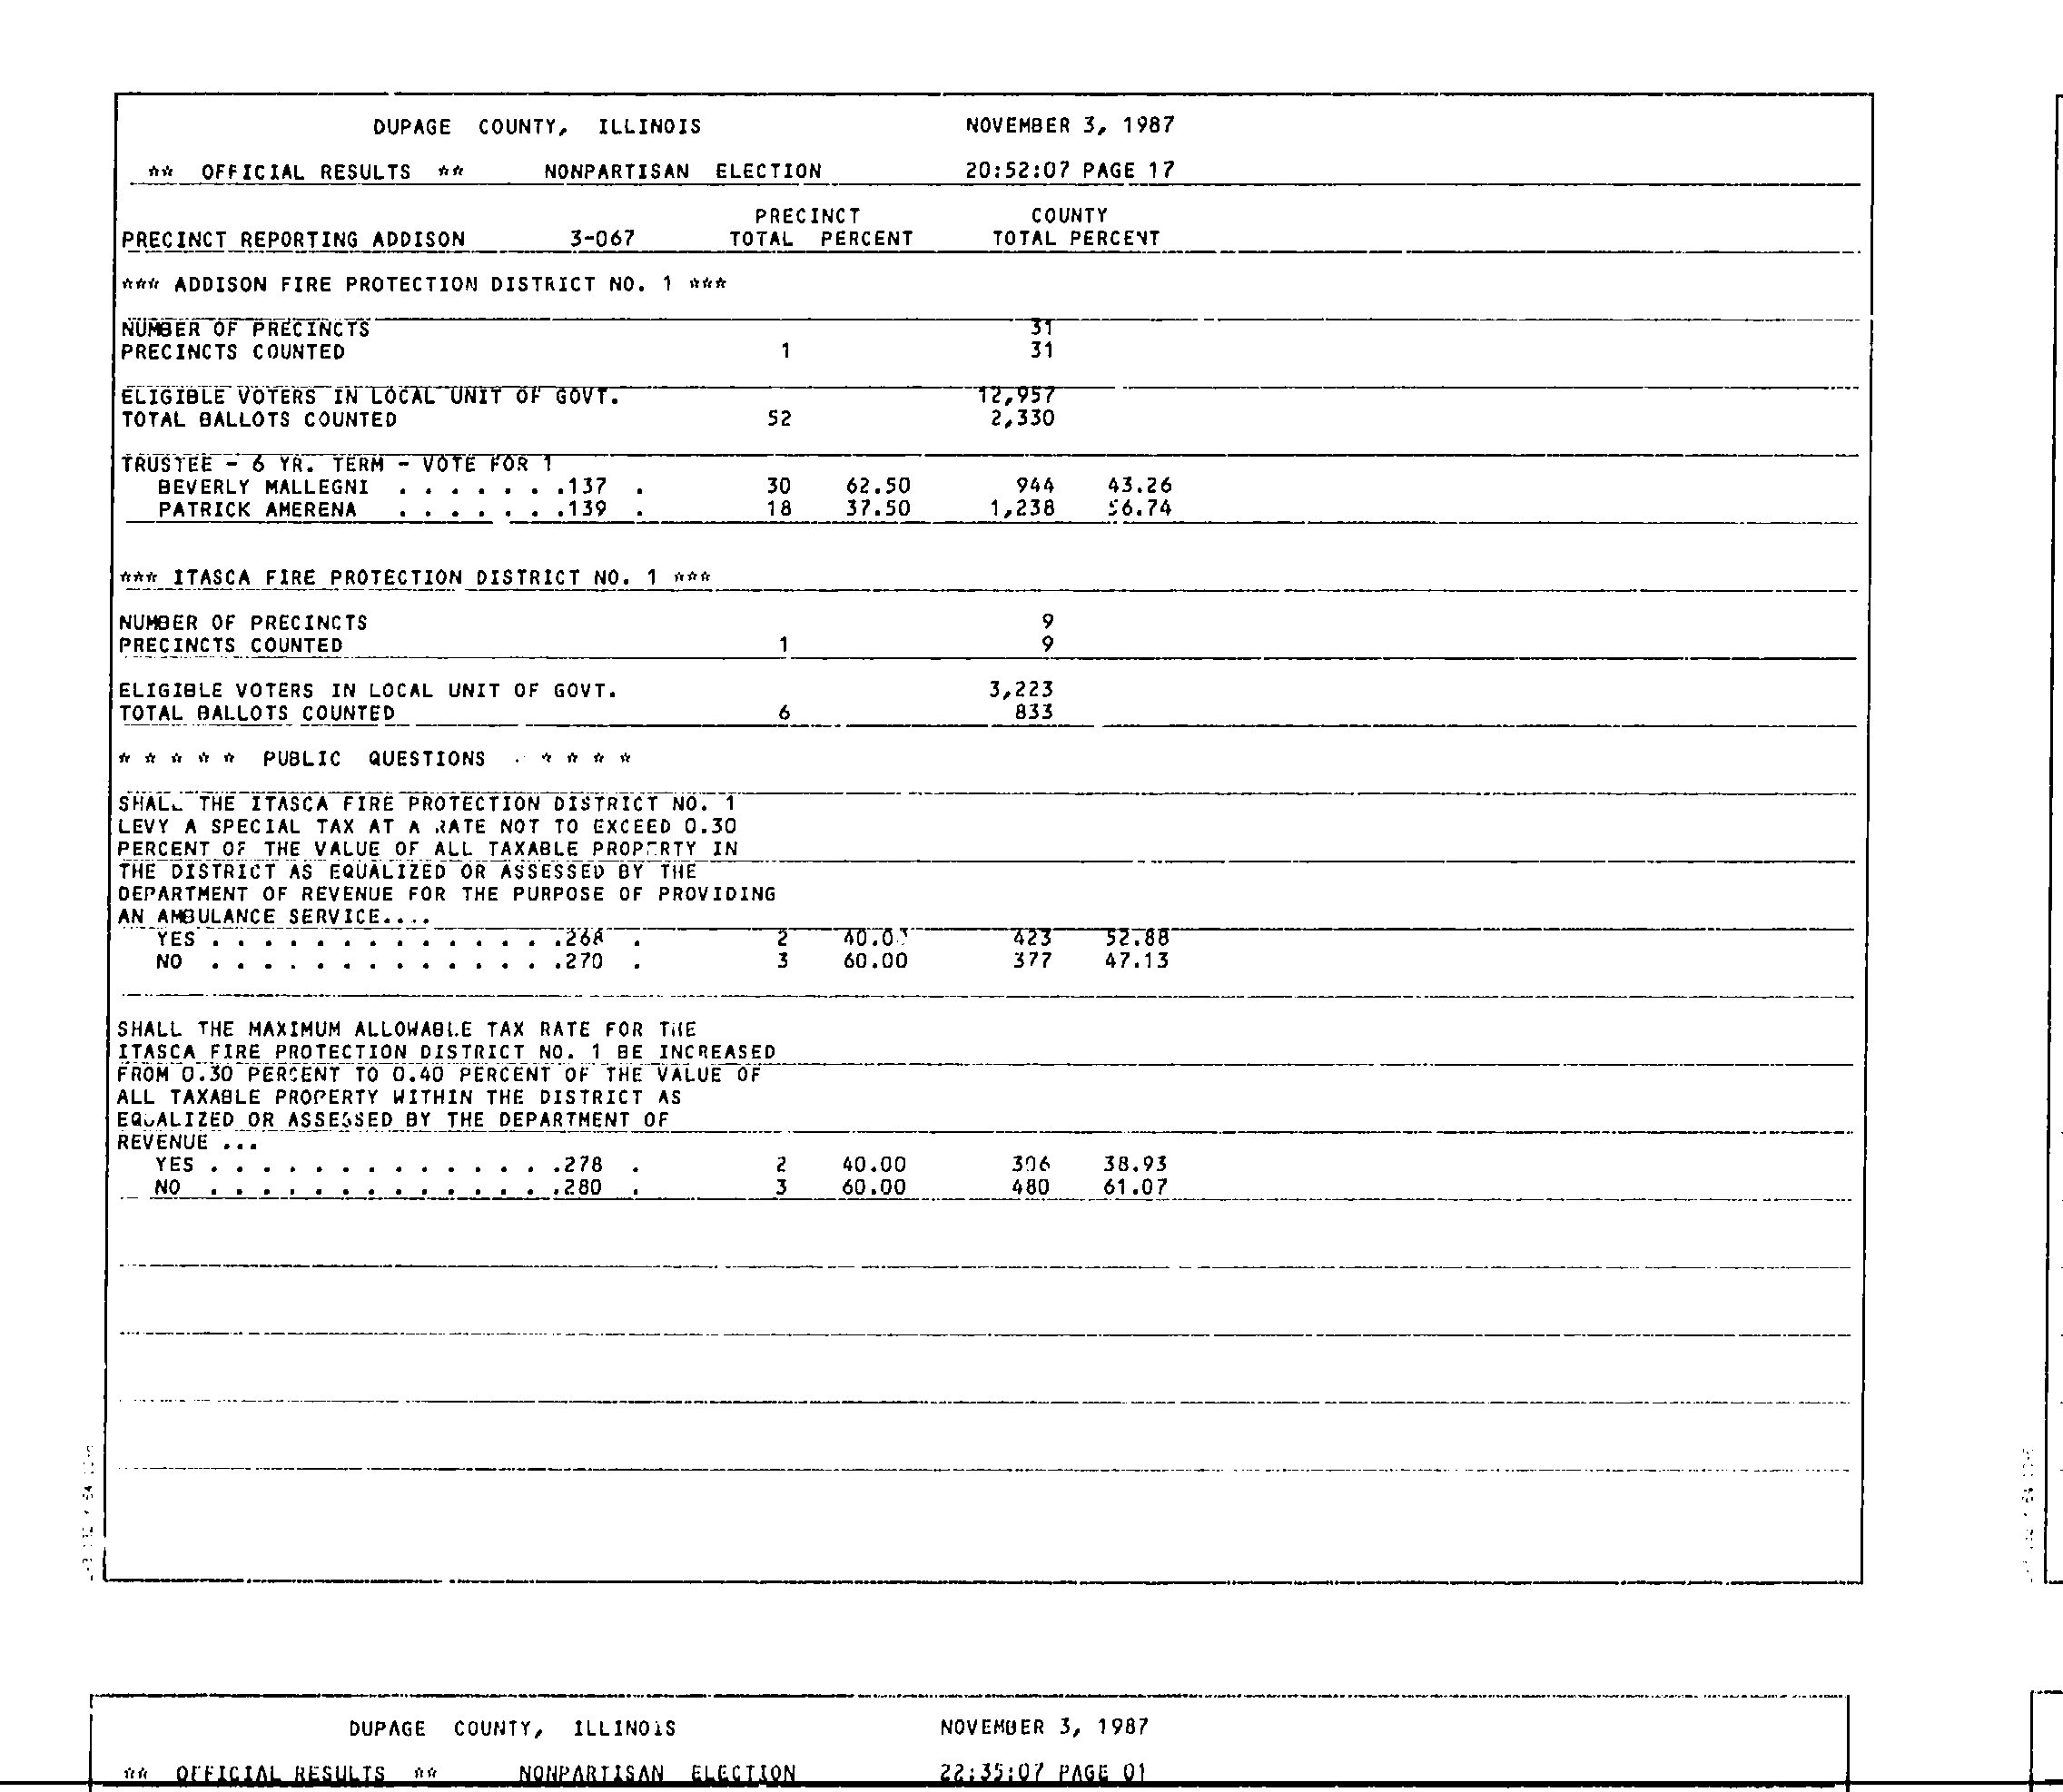 DUPAGE COUNTY, ILLINOIS NOVEMBER 3, 1987
** OFFICIAL RESULTS ** NONPARTISAN ELECTION 20:52:07 PAGE 17
PRECINCT COUNTY
PRECINCT REPORTING ADDISON 3-067 TOTAL PERCENT TOTAL PERCENT
*** ADDISON FIRE PROTECTION DISTRICT NO. 1 ***
NUMBER OF PRECINCTS 31
PRECINCTS COUNTED 1 31
ELIGIBLE VOTERS IN LOCAL UNIT OF GOVT. 12,957
TOTAL BALLOTS COUNTED 52 2,330
TRUSTEE - 6 YR. TERM - VOTE FOR 1
BEVERLY MALLEGNI . . . . . . .137 . 30 62.50 944 43.26
PATRICK AMERENA . . . . . . .139 . 18 37.50 1,238 56.74
*** ITASCA FIRE PROTECTION DISTRICT NO. 1 ***
NUMBER OF PRECINCTS 9
PRECINCTS COUNTED 1 9
ELIGIBLE VOTERS IN LOCAL UNIT OF GOVT. 3,223
TOTAL BALLOTS COUNTED 6 833
* * * * * PUBLIC QUESTIONS * * * * *
SHALL THE ITASCA FIRE PROTECTION DISTRICT NO. 1
LEVY A SPECIAL TAX AT A RATE NOT TO EXCEED 0.30
PERCENT OF THE VALUE OF ALL TAXABLE PROPERTY IN
THE DISTRICT AS EQUALIZED OR ASSESSED BY THE
DEPARTMENT OF REVENUE FOR THE PURPOSE OF PROVIDING
AN AMBULANCE SERVICE....
YES . . . . . . . . . . . . . .268 . 2 40.00 423 52.88
NO . . . . . . . . . . . . . .270 . 3 60.00 377 47.13
SHALL THE MAXIMUM ALLOWABLE TAX RATE FOR THE
ITASCA FIRE PROTECTION DISTRICT NO. 1 BE INCREASED
FROM 0.30 PERCENT TO 0.40 PERCENT OF THE VALUE OF
ALL TAXABLE PROPERTY WITHIN THE DISTRICT AS
EQUALIZED OR ASSESSED BY THE DEPARTMENT OF
REVENUE ...
YES . . . . . . . . . . . . . .278 . 2 40.00 306 38.93
NO . . . . . . . . . . . . . .280 . 3 60.00 480 61.07
DUPAGE COUNTY, ILLINOIS NOVEMBER 3, 1987
** OFFICIAL RESULTS ** NONPARTISAN ELECTION 22:35:07 PAGE 01